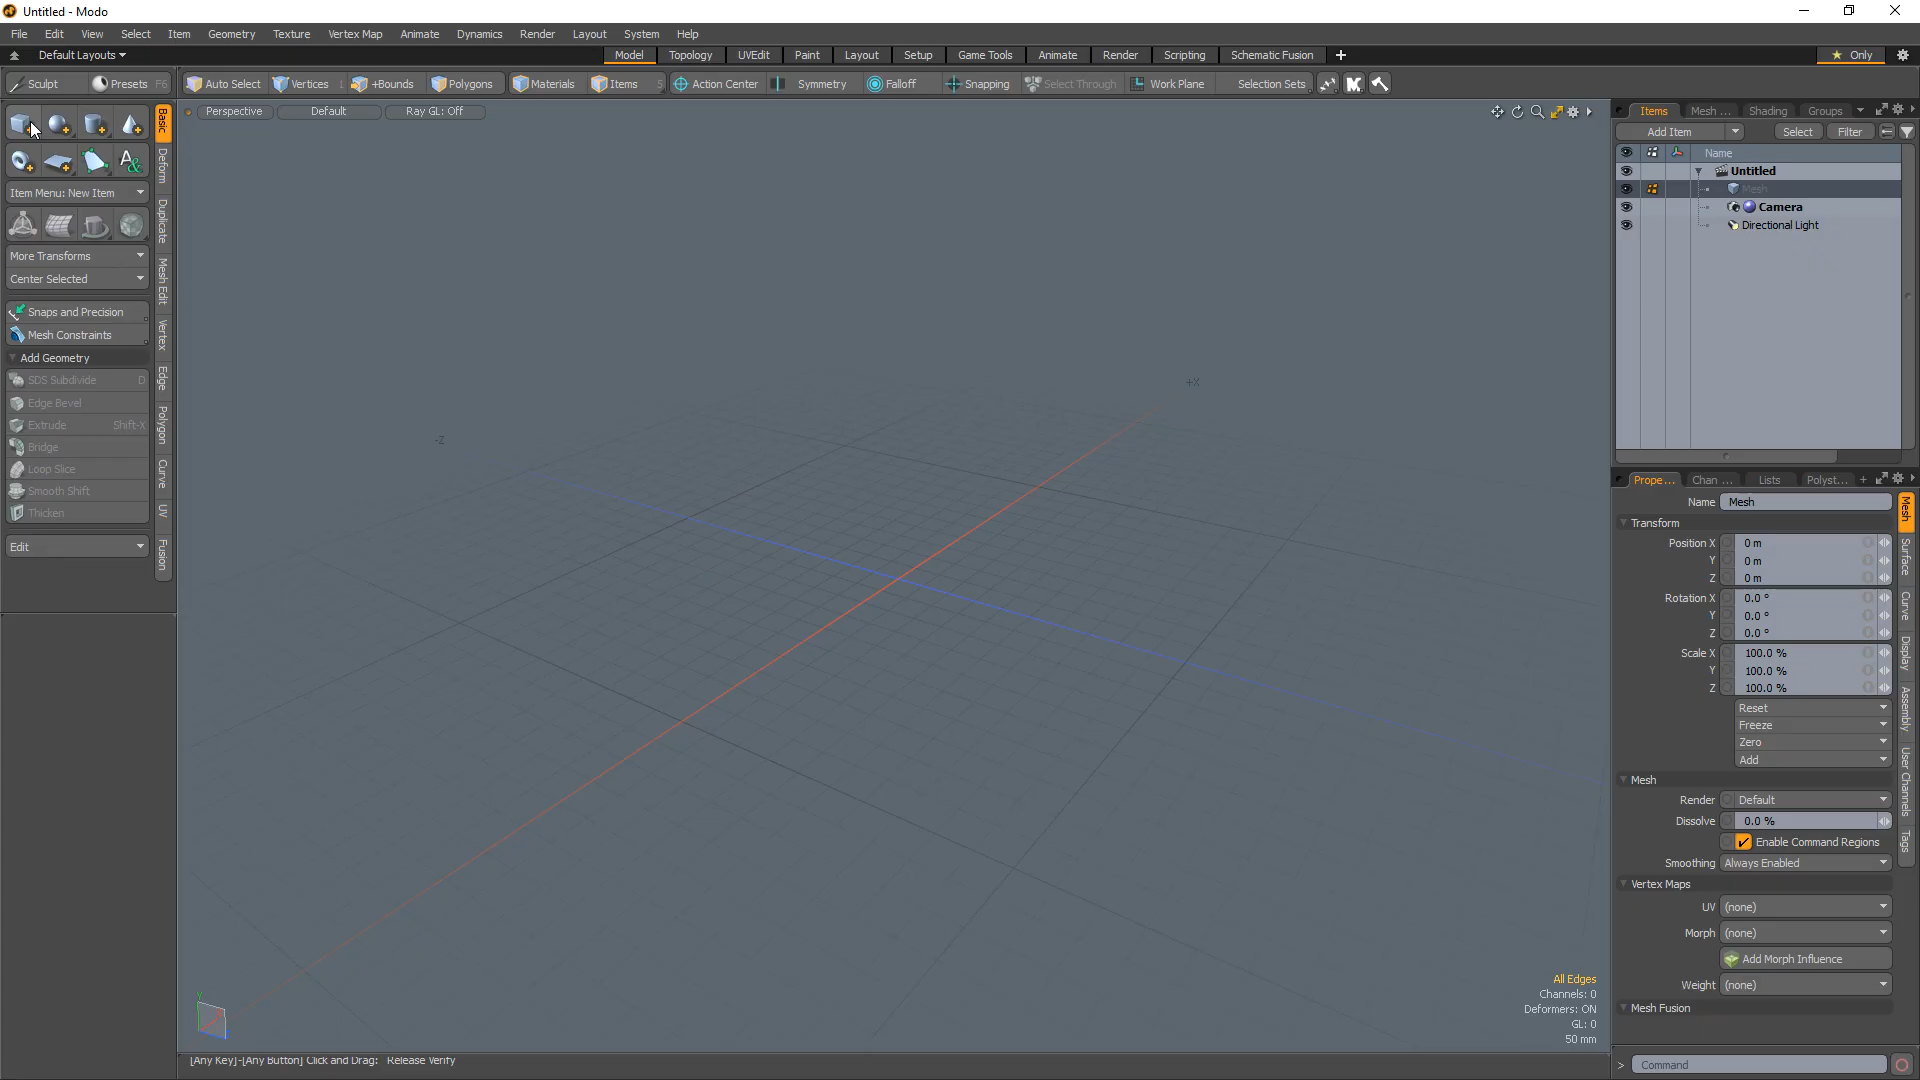 Untitled - Modo
File Edit View Select Item Geometry Texture Vertex Map Animate Dynamics Render Layout System Help
Default Layouts Model Topology UVEdit Paint Layout Setup Game Tools Animate Render Scripting Schematic Fusion + Only
Sculpt Presets F6 Auto Select Vertices 1 +Bounds Polygons Materials Items 5 Action Center Symmetry Falloff Snapping Select Through Work Plane Selection Sets
Perspective Default Ray GL: Off
Basic
Deform
Duplicate
Mesh Edit
Vertex
Edge
Polygon
Curve
UV
Fusion
Item Menu: New Item
More Transforms
Center Selected
Snaps and Precision
Mesh Constraints
Add Geometry
SDS Subdivide D
Edge Bevel
Extrude Shift-X
Bridge
Loop Slice
Smooth Shift
Thicken
Edit
+X
-Z
Y
All Edges
Channels: 0
Deformers: ON
GL: 0
50 mm
[Any Key]-[Any Button] Click and Drag: Release Verify
Items Mesh ... Shading Groups
Add Item Select Filter
Name
Untitled
Mesh
Camera
Directional Light
Prope ... Chan ... Lists Polyst... +
Name Mesh
Transform
Position X 0 m
Y 0 m
Z 0 m
Rotation X 0.0 °
Y 0.0 °
Z 0.0 °
Scale X 100.0 %
Y 100.0 %
Z 100.0 %
Reset
Freeze
Zero
Add
Mesh
Render Default
Dissolve 0.0 %
Enable Command Regions
Smoothing Always Enabled
Vertex Maps
UV (none)
Morph (none)
Add Morph Influence
Weight (none)
Mesh Fusion
Mesh
Surface
Curve
Display
Assembly
User Channels
Tags
> Command